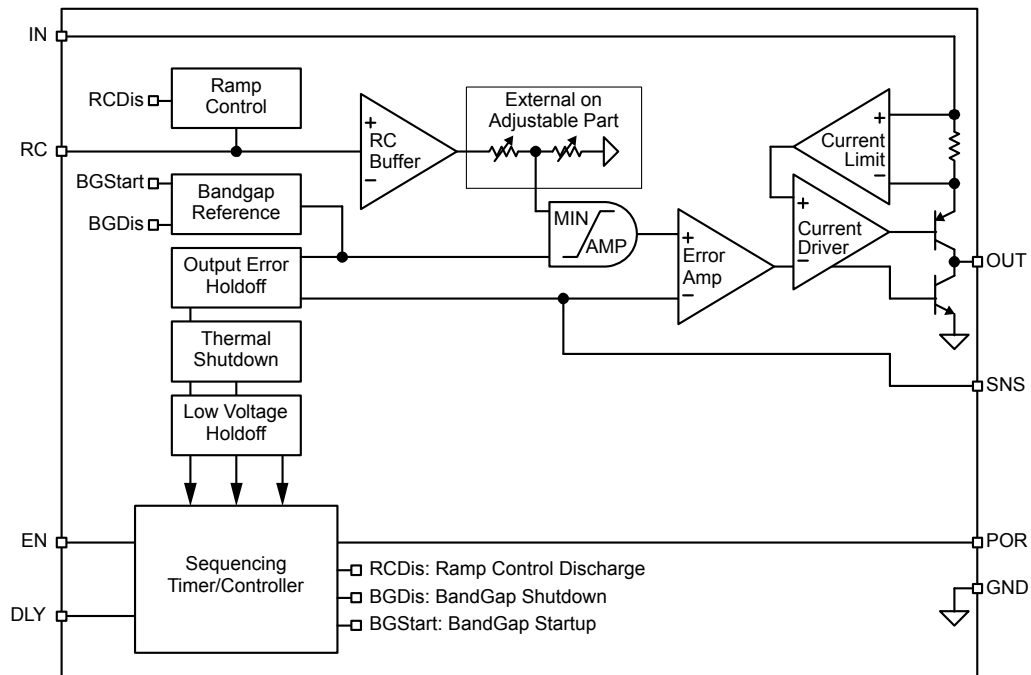 IN
RCDis
Ramp
Control
External on
Adjustable Part
RC
+
RC
Buffer
−
+
Current
Limit
−
BGStart
BGDis
Bandgap
Reference
MIN
AMP
+
Error
Amp
−
+
Current
Driver
−
OUT
Output Error
Holdoff
Thermal
Shutdown
SNS
Low Voltage
Holdoff
EN
Sequencing
Timer/Controller
POR
RCDis: Ramp Control Discharge
BGDis: BandGap Shutdown
BGStart: BandGap Startup
GND
DLY